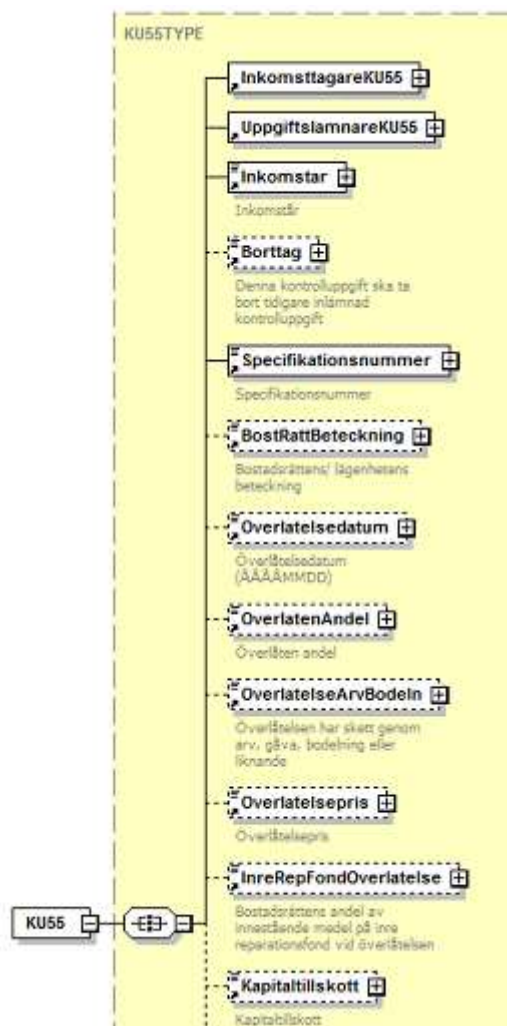 KU55TYPE
InkomsttagareKU55
UppgiftslamnareKU55
Inkomstar
Inkomstår
Borttag
Denna kontrolluppgift ska ta
bort tidigare inlämnad
kontrolluppgift
Specifikationsnummer
Specifikationsnummer
BostRattBeteckning
Bostadsrättens/ lägenhetens
beteckning
Overlatelsedatum
Överlåtelsedatum
(ÅÅÅÅMMDD)
OverlatenAndel
Överlåten andel
OverlatelseArvBodeln
Överlåtelsen har skett genom
arv, gåva, bodelning eller
liknande
Overlatelsepris
Överlåtelsepris
InreRepFondOverlatelse
Bostadsrättens andel av
innestående medel på inre
reparationsfond vid överlåtelsen
KU55
Kapitaltillskott
Kapitaltillskott